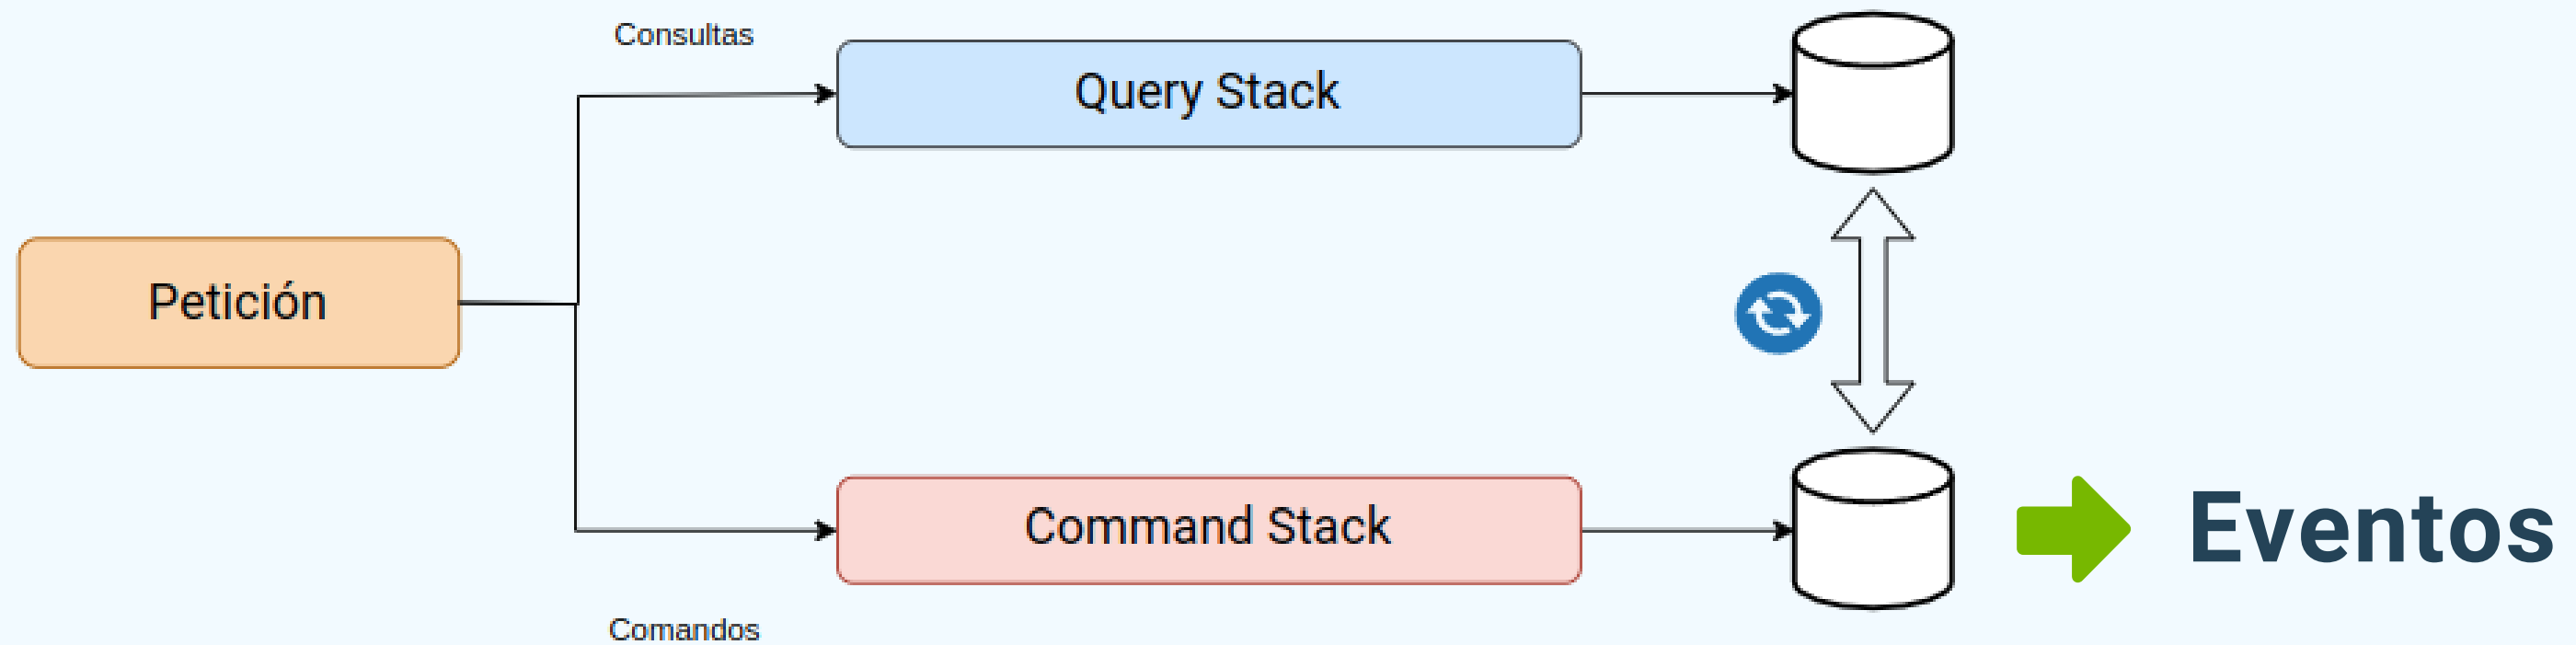 Consultas
Query Stack
Petición
Command Stack
Eventos
Comandos